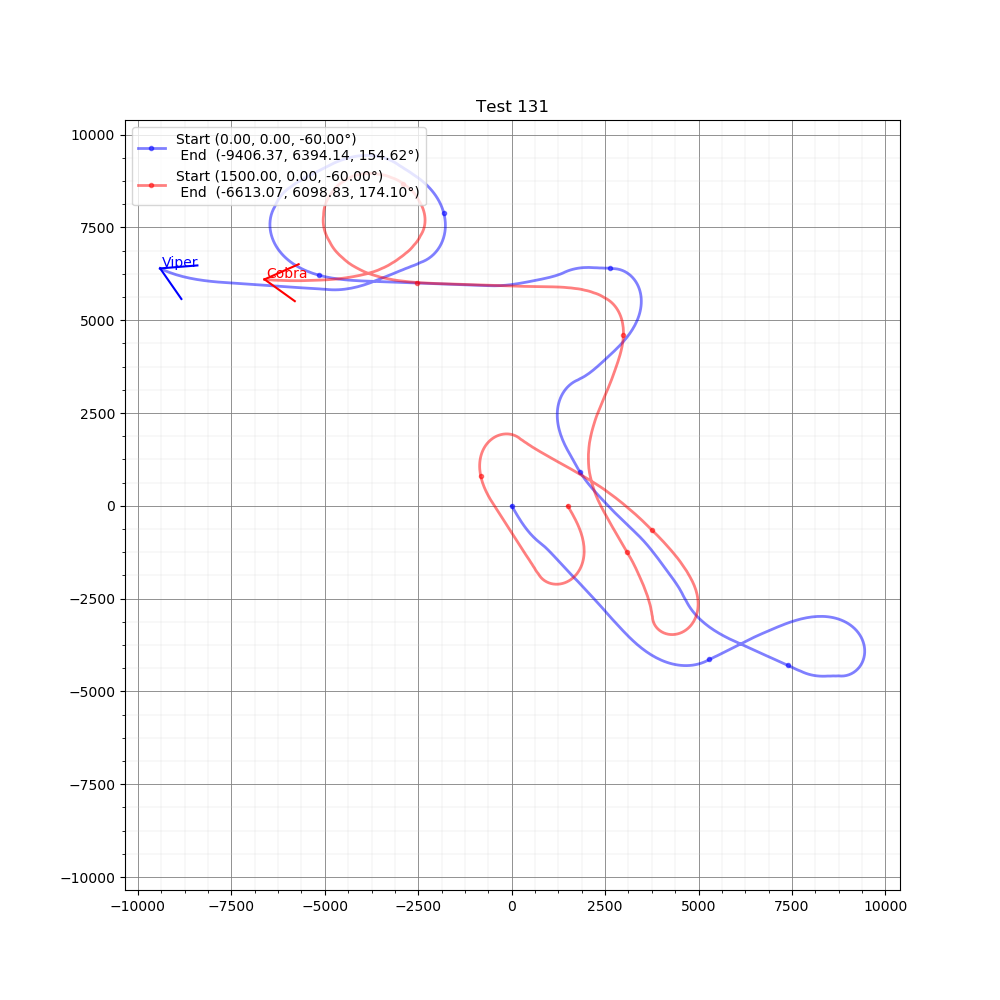 Test 131
Start (0.00, 0.00, -60.00°)
End (-9406.37, 6394.14, 154.62°)
Start (1500.00, 0.00, -60.00°)
End (-6613.07, 6098.83, 174.10°)
Viper
Cobra
10000
7500
5000
2500
0
−2500
−5000
−7500
−10000
−10000 −7500 −5000 −2500 0 2500 5000 7500 10000